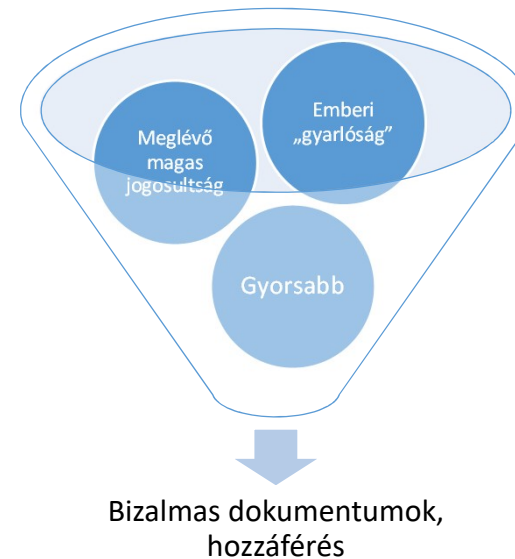 Emberi
„gyarlóság”
Meglévő
magas
jogosultság
Gyorsabb
Bizalmas dokumentumok,
hozzáférés